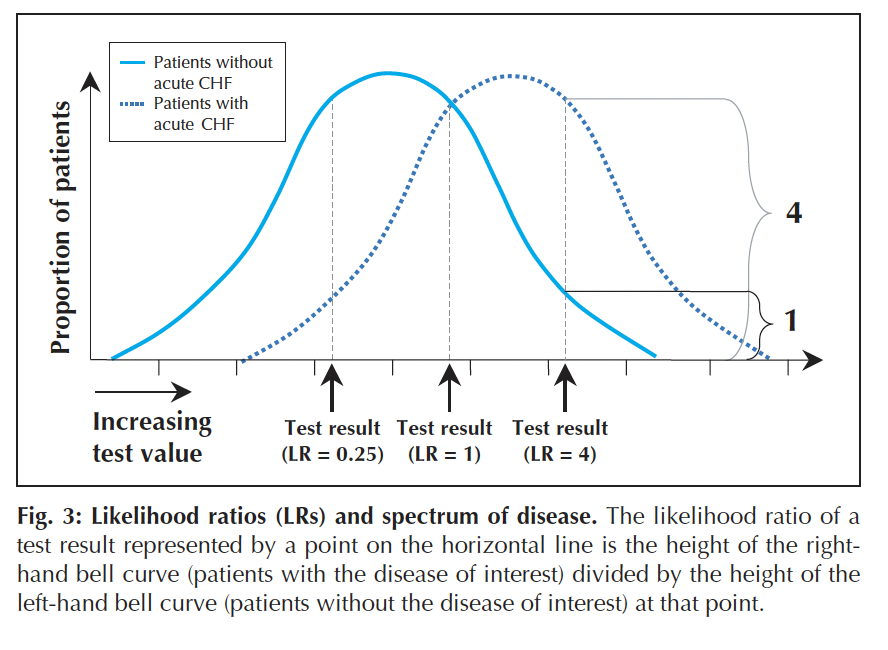 Patients without
acute CHF
Patients with
acute CHF
Proportion of patients
4
1
Increasing
test value
Test result
(LR = 0.25)
Test result
(LR = 1)
Test result
(LR = 4)
Fig. 3: Likelihood ratios (LRs) and spectrum of disease. The likelihood ratio of a
test result represented by a point on the horizontal line is the height of the right-
hand bell curve (patients with the disease of interest) divided by the height of the
left-hand bell curve (patients without the disease of interest) at that point.